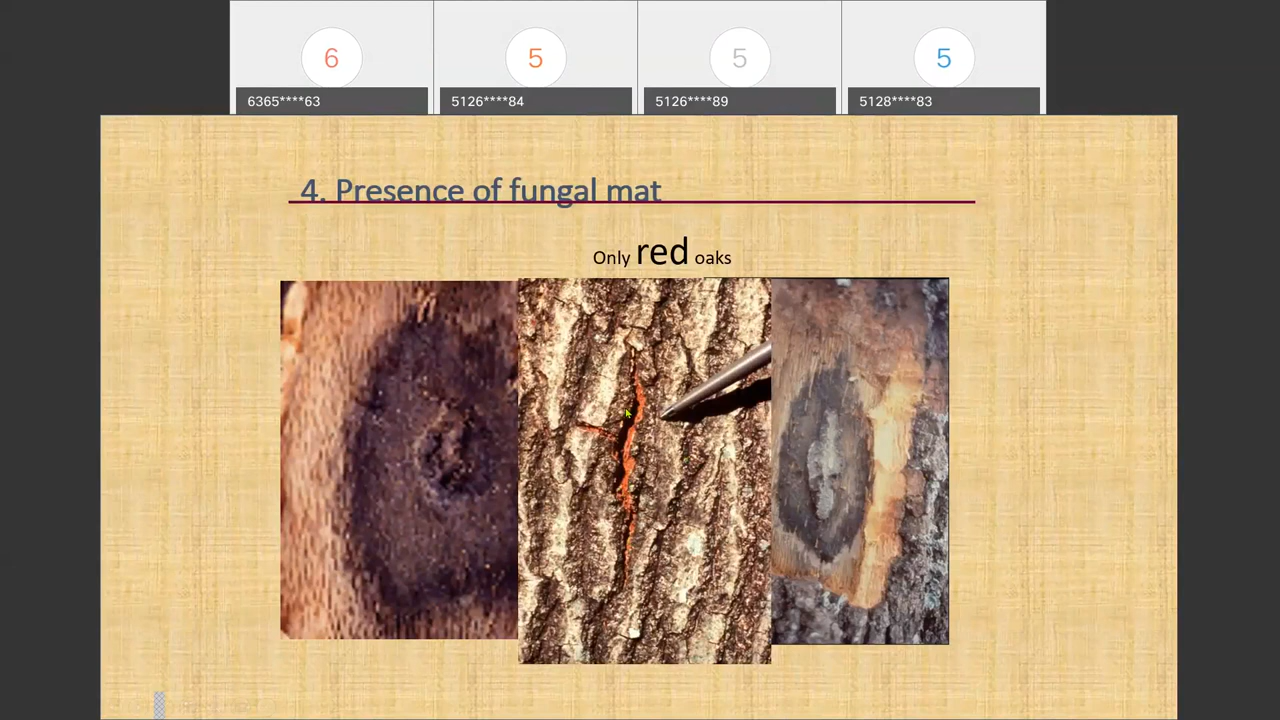 6 5 5 5
6365****63 5126****84 5126****89 5128****83
4. Presence of fungal mat
Only red oaks